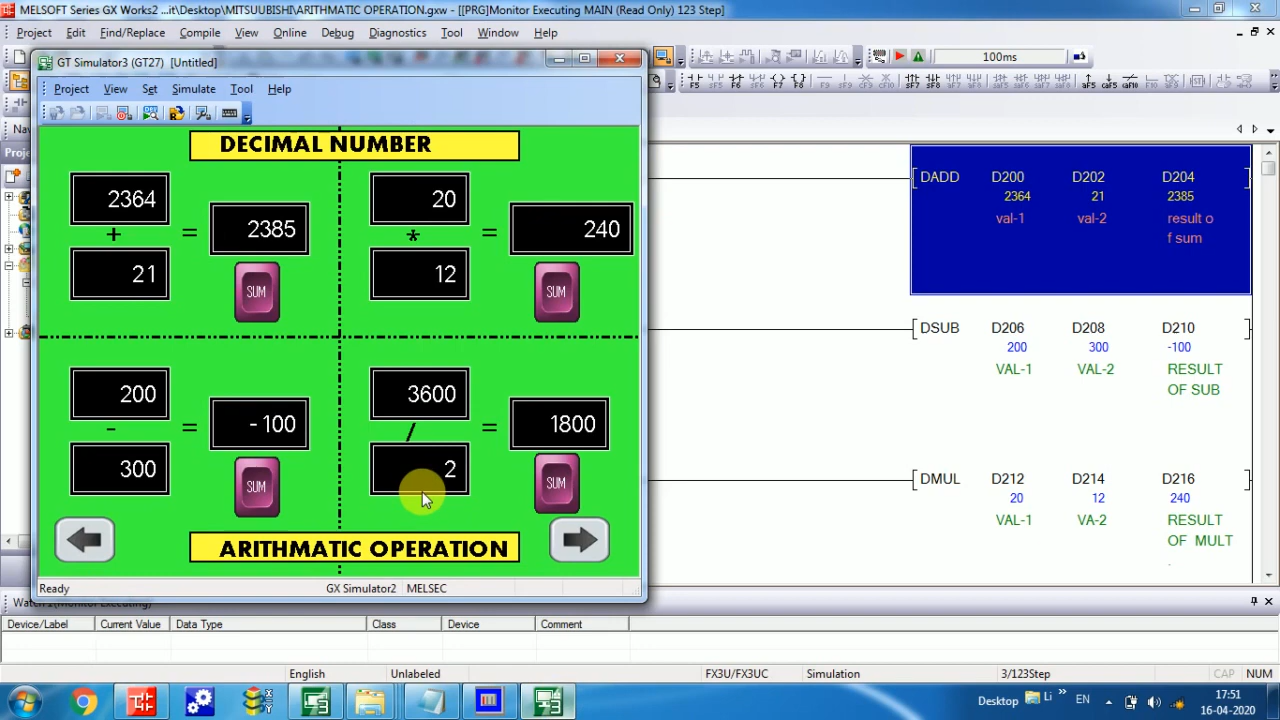 MELSOFT Series GX Works2 ...it\Desktop\MITSUUBISHI\ARITHMATIC OPERATION.gxw - [[PRG]Monitor Executing MAIN (Read Only) 123 Step]
Project Edit Find/Replace Compile View Online Debug Diagnostics Tool Window Help
100ms
GT Simulator3 (GT27) [Untitled]
Project View Set Simulate Tool Help
DECIMAL NUMBER
2364
+
21
=
2385
SUM
20
*
12
=
240
SUM
200
-
300
=
-100
SUM
3600
/
2
=
1800
SUM
ARITHMATIC OPERATION
Ready GX Simulator2 MELSEC
DADD D200 D202 D204
2364 21 2385
val-1 val-2 result o
f sum
DSUB D206 D208 D210
200 300 -100
VAL-1 VAL-2 RESULT
OF SUB
DMUL D212 D214 D216
20 12 240
VAL-1 VA-2 RESULT
OF MULT
Device/Label Current Value Data Type Class Device Comment
English Unlabeled FX3U/FX3UC Simulation 3/123Step CAP NUM
Desktop Li EN 17:51
16-04-2020